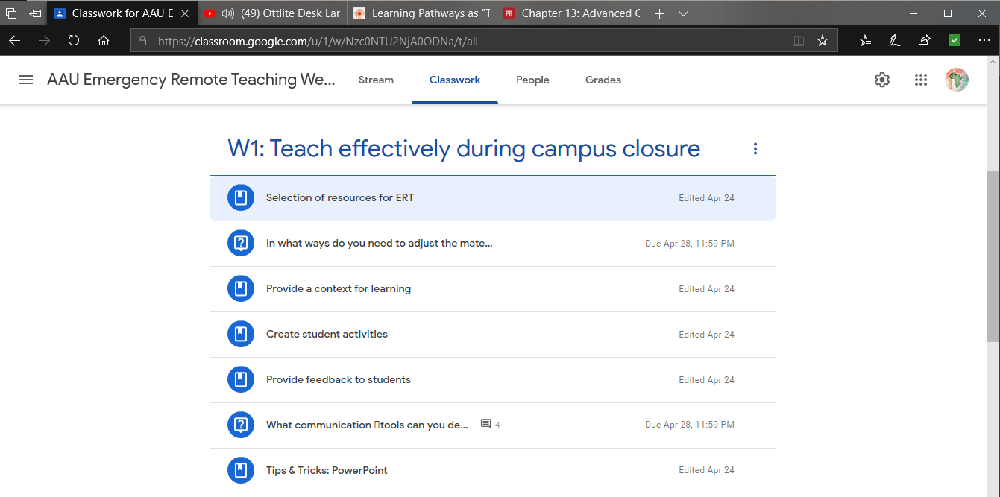 Classwork for AAU E
(49) Ottlite Desk Lar
Learning Pathways as “T
PB Chapter 13: Advanced C
https://classroom.google.com/u/1/w/Nzc0NTU2NjA0ODNa/t/all
AAU Emergency Remote Teaching We...
Stream
Classwork
People
Grades
W1: Teach effectively during campus closure
Selection of resources for ERT
Edited Apr 24
In what ways do you need to adjust the mate...
Due Apr 28, 11:59 PM
Provide a context for learning
Edited Apr 24
Create student activities
Edited Apr 24
Provide feedback to students
Edited Apr 24
What communication ▯tools can you de...
4
Due Apr 28, 11:59 PM
Tips & Tricks: PowerPoint
Edited Apr 24